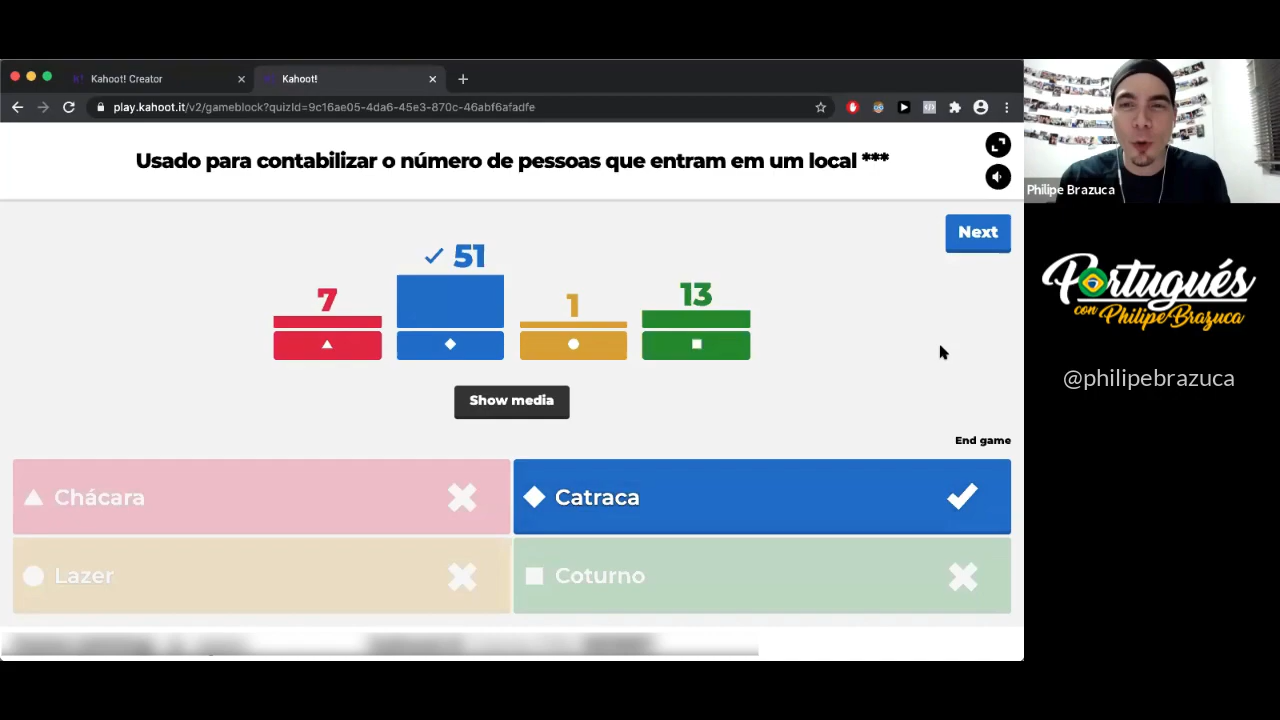 Kahoot! Creator
Kahoot!
play.kahoot.it/v2/gameblock?quizId=9c16ae05-4da6-45e3-870c-46abf6afadfe
Usado para contabilizar o número de pessoas que entram em um local ***
Next
7
51
1
13
Show media
End game
Chácara
Catraca
Lazer
Coturno
Philipe Brazuca
Portugués
con Philipe Brazuca
@philipebrazuca